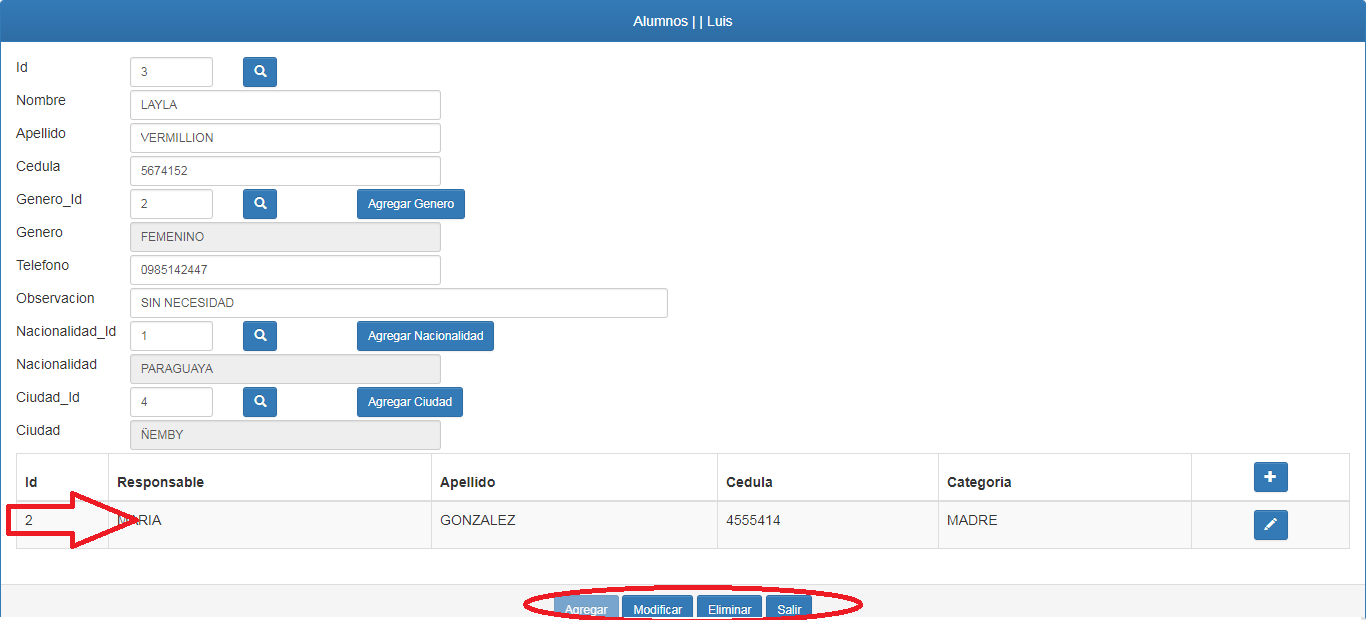 Alumnos | | Luis
Id 3
Nombre LAYLA
Apellido VERMILLION
Cedula 5674152
Genero_Id 2 Agregar Genero
Genero FEMENINO
Telefono 0985142447
Observacion SIN NECESIDAD
Nacionalidad_Id 1 Agregar Nacionalidad
Nacionalidad PARAGUAYA
Ciudad_Id 4 Agregar Ciudad
Ciudad ÑEMBY
Id Responsable Apellido Cedula Categoria
2 MARIA GONZALEZ 4555414 MADRE
Agregar Modificar Eliminar Salir